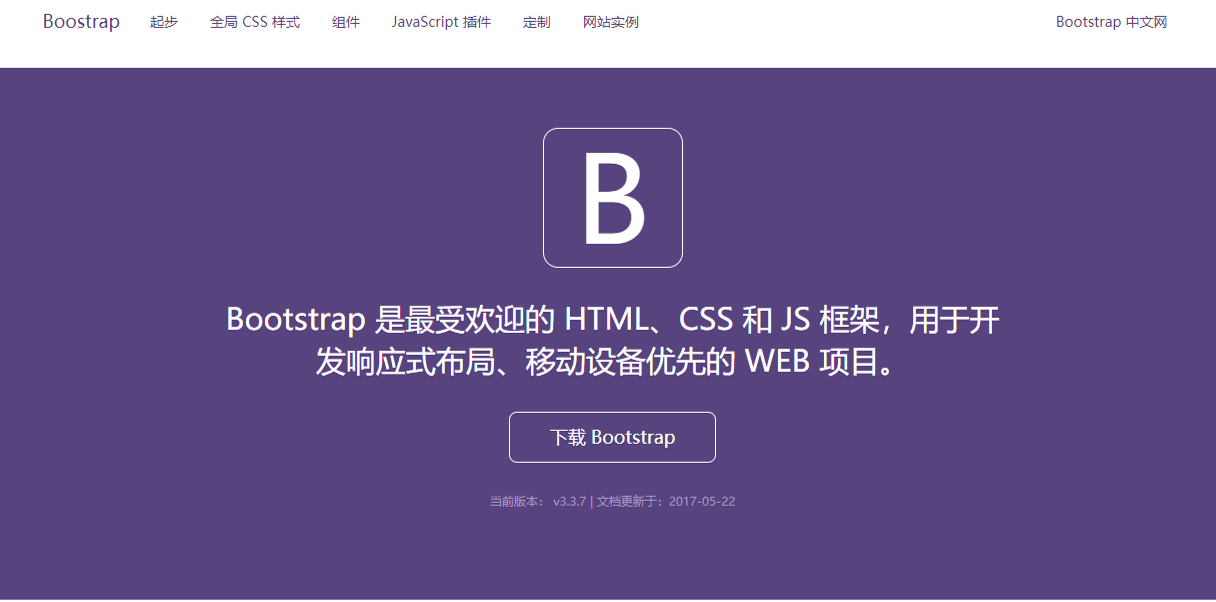 Boostrap 起步 全局 CSS 样式 组件 JavaScript 插件 定制 网站实例 Bootstrap 中文网
B
Bootstrap 是最受欢迎的 HTML、CSS 和 JS 框架，用于开
发响应式布局、移动设备优先的 WEB 项目。
下载 Bootstrap
当前版本： v3.3.7 | 文档更新于：2017-05-22